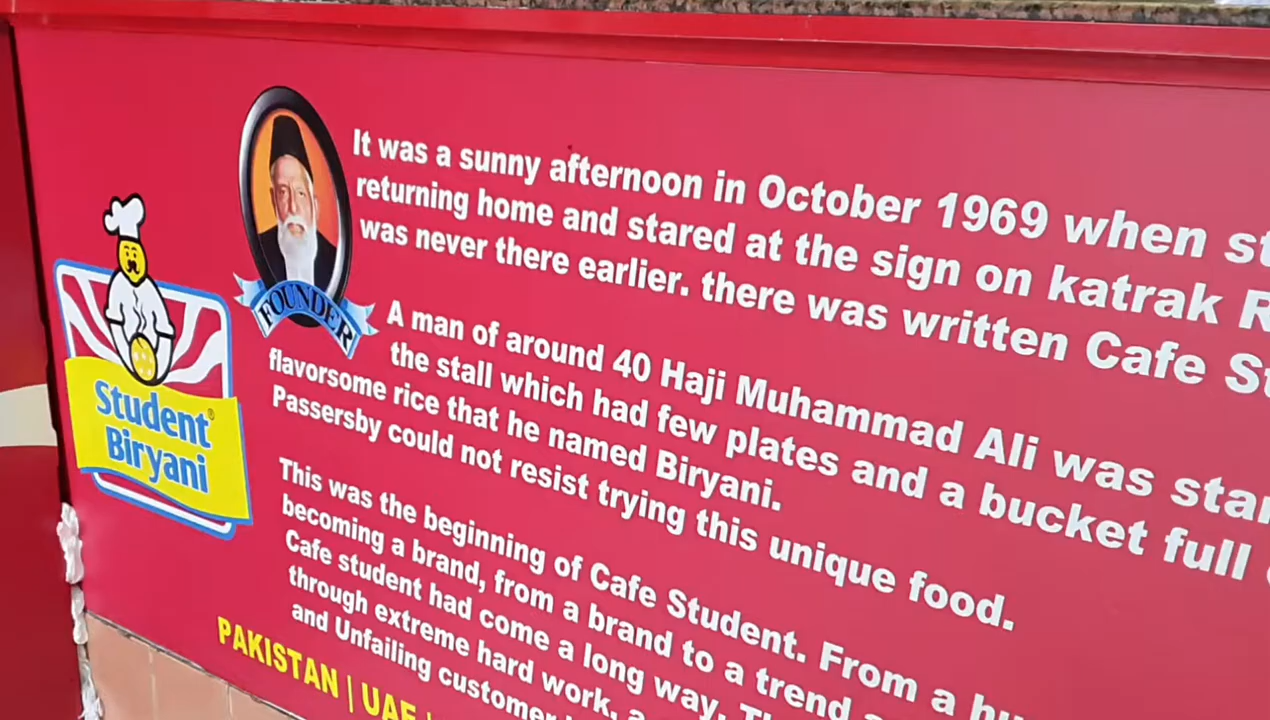 It was a sunny afternoon in October 1969 when
returning home and stared at the sign on katrak
was never there earlier. there was written Cafe
FOUNDER
A man of around 40 Haji Muhammad Ali was
the stall which had few plates and a bucket full
flavorsome rice that he named Biryani.
Passersby could not resist trying this unique food.
Student®
Biryani
This was the beginning of Cafe Student. From a
becoming a brand, from a brand to a trend
Cafe student had come a long way.
through extreme hard work,
and Unfailing customer
PAKISTAN | UAE |